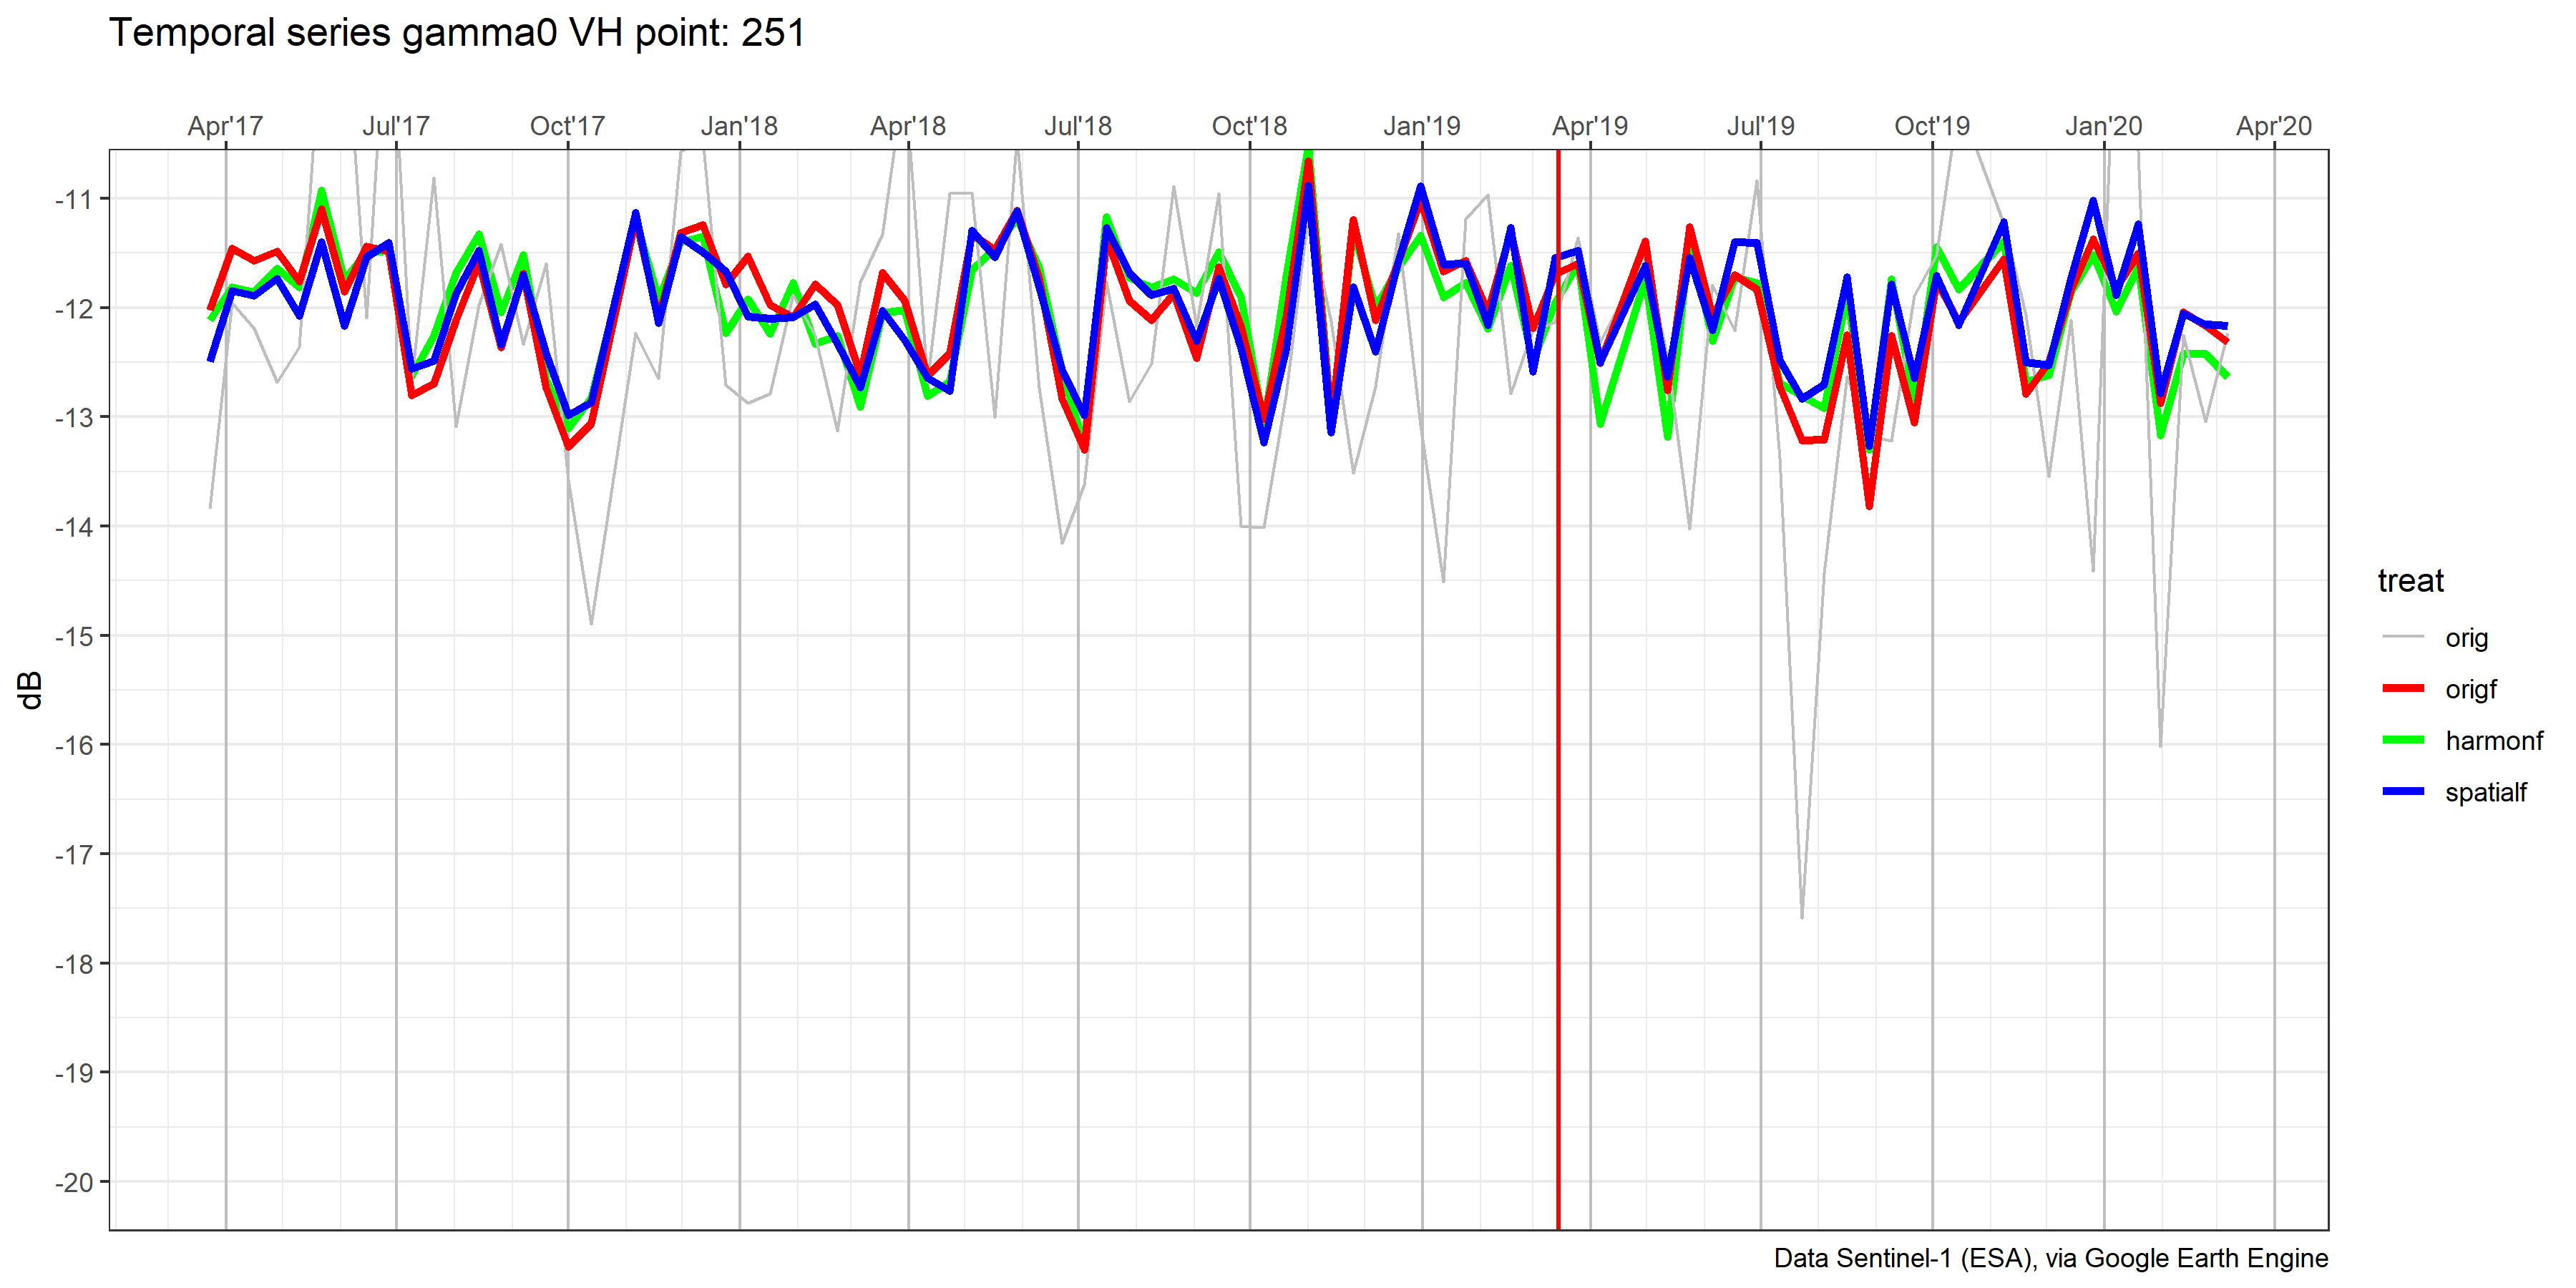 Temporal series gamma0 VH point: 251
Apr'17 Jul'17 Oct'17 Jan'18 Apr'18 Jul'18 Oct'18 Jan'19 Apr'19 Jul'19 Oct'19 Jan'20 Apr'20
-11
-12
-13
-14
-15
-16
-17
-18
-19
-20
dB
treat
orig
origf
harmonf
spatialf
Data Sentinel-1 (ESA), via Google Earth Engine